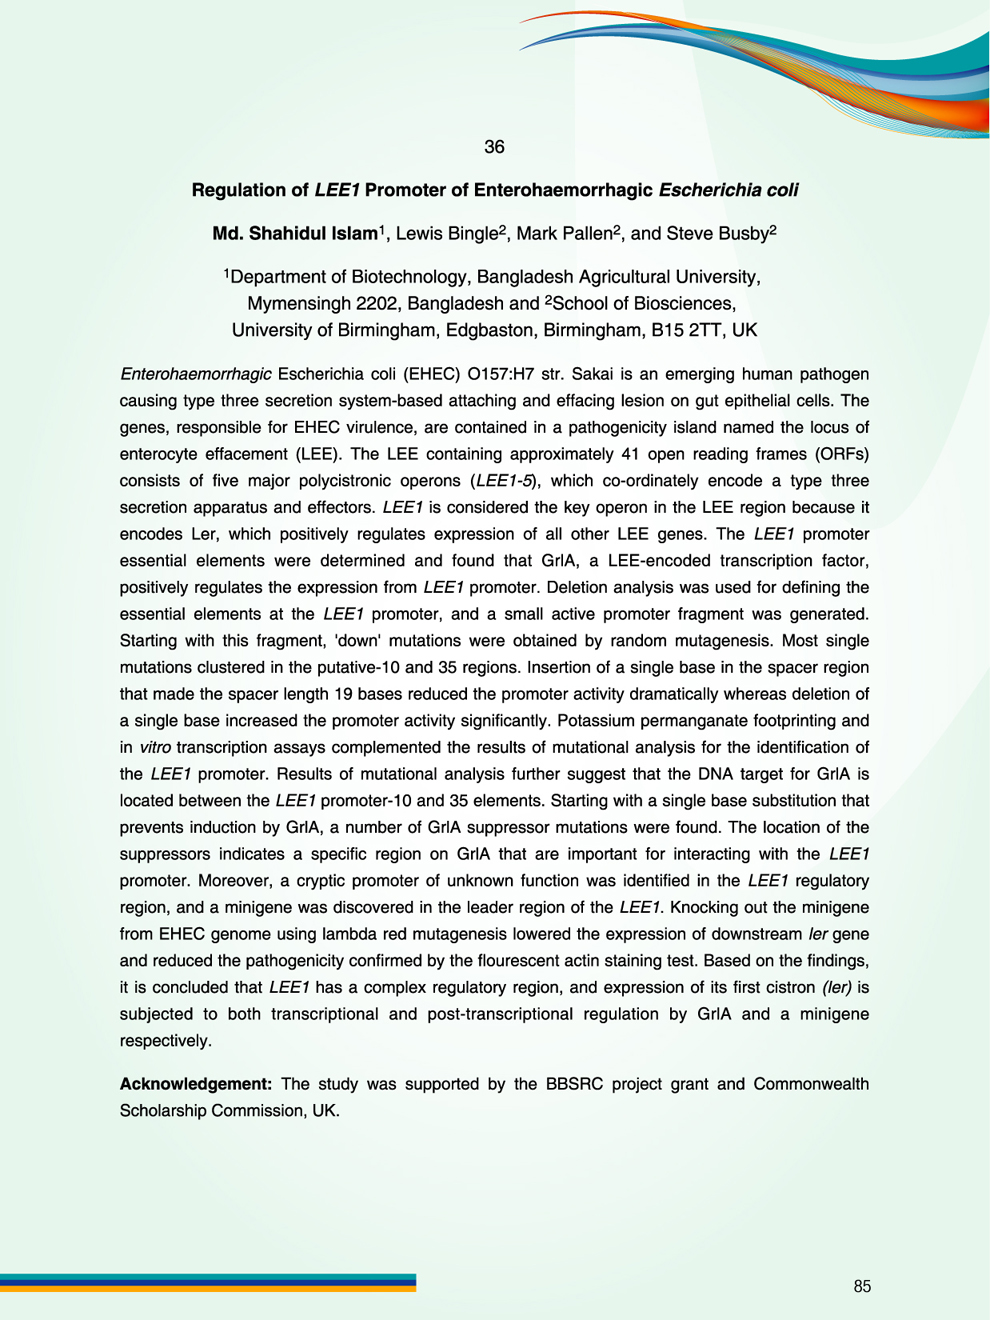 36
Regulation of LEE1 Promoter of Enterohaemorrhagic Escherichia coli
Md. Shahidul Islam1, Lewis Bingle2, Mark Pallen2, and Steve Busby2
1Department of Biotechnology, Bangladesh Agricultural University,
Mymensingh 2202, Bangladesh and 2School of Biosciences,
University of Birmingham, Edgbaston, Birmingham, B15 2TT, UK
Enterohaemorrhagic Escherichia coli (EHEC) O157:H7 str. Sakai is an emerging human pathogen
causing type three secretion system-based attaching and effacing lesion on gut epithelial cells. The
genes, responsible for EHEC virulence, are contained in a pathogenicity island named the locus of
enterocyte effacement (LEE). The LEE containing approximately 41 open reading frames (ORFs)
consists of five major polycistronic operons (LEE1-5), which co-ordinately encode a type three
secretion apparatus and effectors. LEE1 is considered the key operon in the LEE region because it
encodes Ler, which positively regulates expression of all other LEE genes. The LEE1 promoter
essential elements were determined and found that GrlA, a LEE-encoded transcription factor,
positively regulates the expression from LEE1 promoter. Deletion analysis was used for defining the
essential elements at the LEE1 promoter, and a small active promoter fragment was generated.
Starting with this fragment, 'down' mutations were obtained by random mutagenesis. Most single
mutations clustered in the putative-10 and 35 regions. Insertion of a single base in the spacer region
that made the spacer length 19 bases reduced the promoter activity dramatically whereas deletion of
a single base increased the promoter activity significantly. Potassium permanganate footprinting and
in vitro transcription assays complemented the results of mutational analysis for the identification of
the LEE1 promoter. Results of mutational analysis further suggest that the DNA target for GrlA is
located between the LEE1 promoter-10 and 35 elements. Starting with a single base substitution that
prevents induction by GrlA, a number of GrlA suppressor mutations were found. The location of the
suppressors indicates a specific region on GrlA that are important for interacting with the LEE1
promoter. Moreover, a cryptic promoter of unknown function was identified in the LEE1 regulatory
region, and a minigene was discovered in the leader region of the LEE1. Knocking out the minigene
from EHEC genome using lambda red mutagenesis lowered the expression of downstream ler gene
and reduced the pathogenicity confirmed by the flourescent actin staining test. Based on the findings,
it is concluded that LEE1 has a complex regulatory region, and expression of its first cistron (ler) is
subjected to both transcriptional and post-transcriptional regulation by GrlA and a minigene
respectively.
Acknowledgement: The study was supported by the BBSRC project grant and Commonwealth
Scholarship Commission, UK.
85